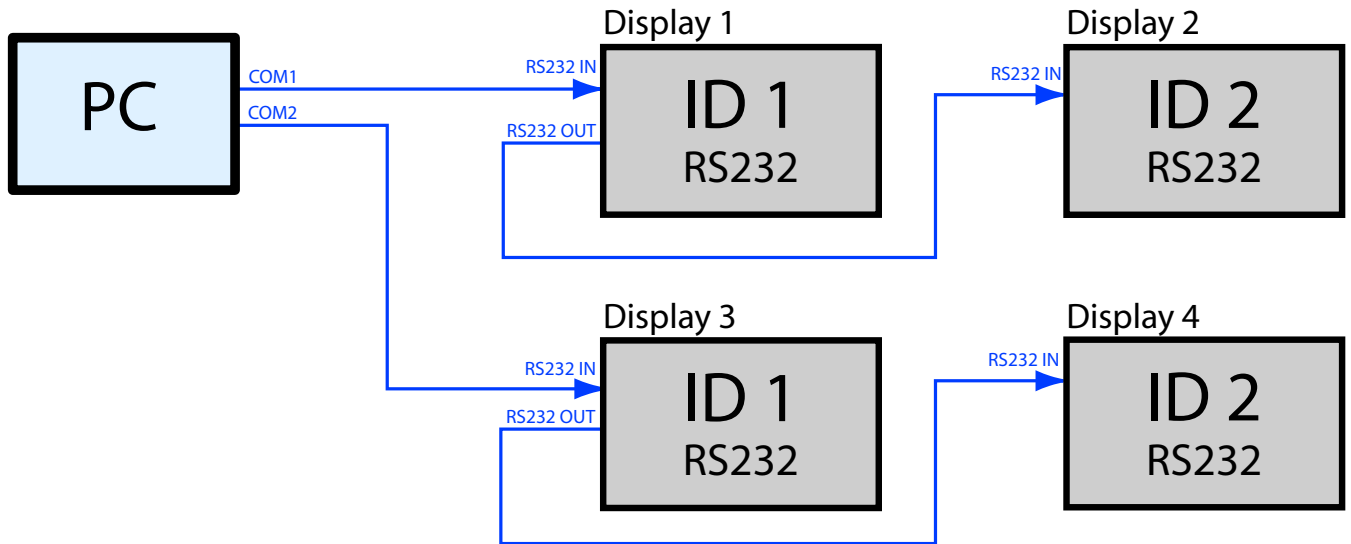 Display 1
Display 2
PC
COM1
COM2
RS232 IN
RS232 OUT
ID 1
RS232
RS232 IN
ID 2
RS232
Display 3
Display 4
RS232 IN
RS232 OUT
ID 1
RS232
RS232 IN
ID 2
RS232